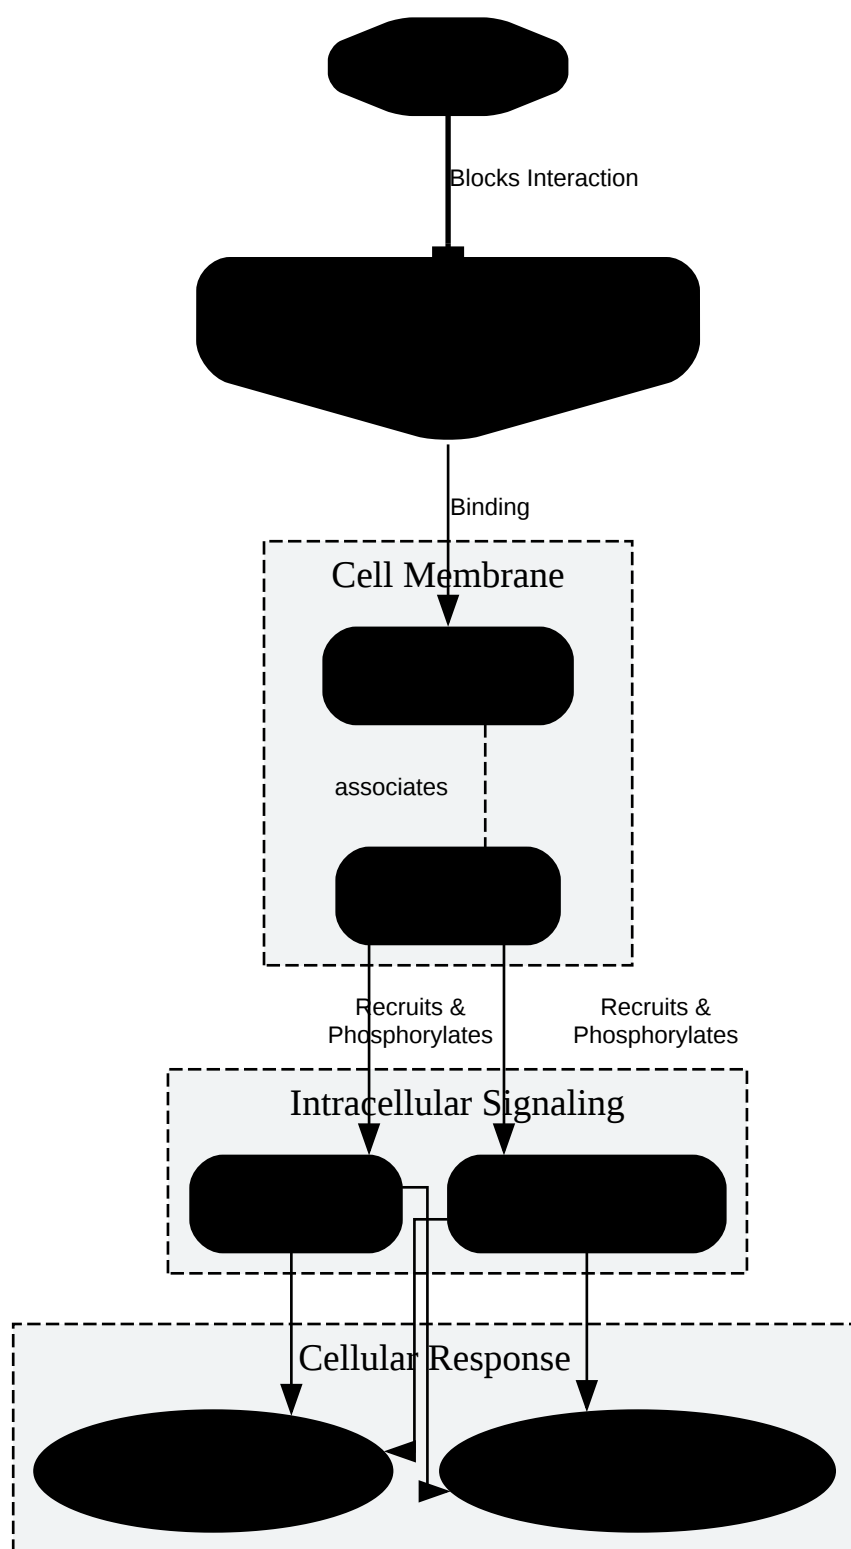 Blocks Interaction
Binding
Cell Membrane
associates
Recruits &
Phosphorylates
Recruits &
Phosphorylates
Intracellular Signaling
Cellular Response